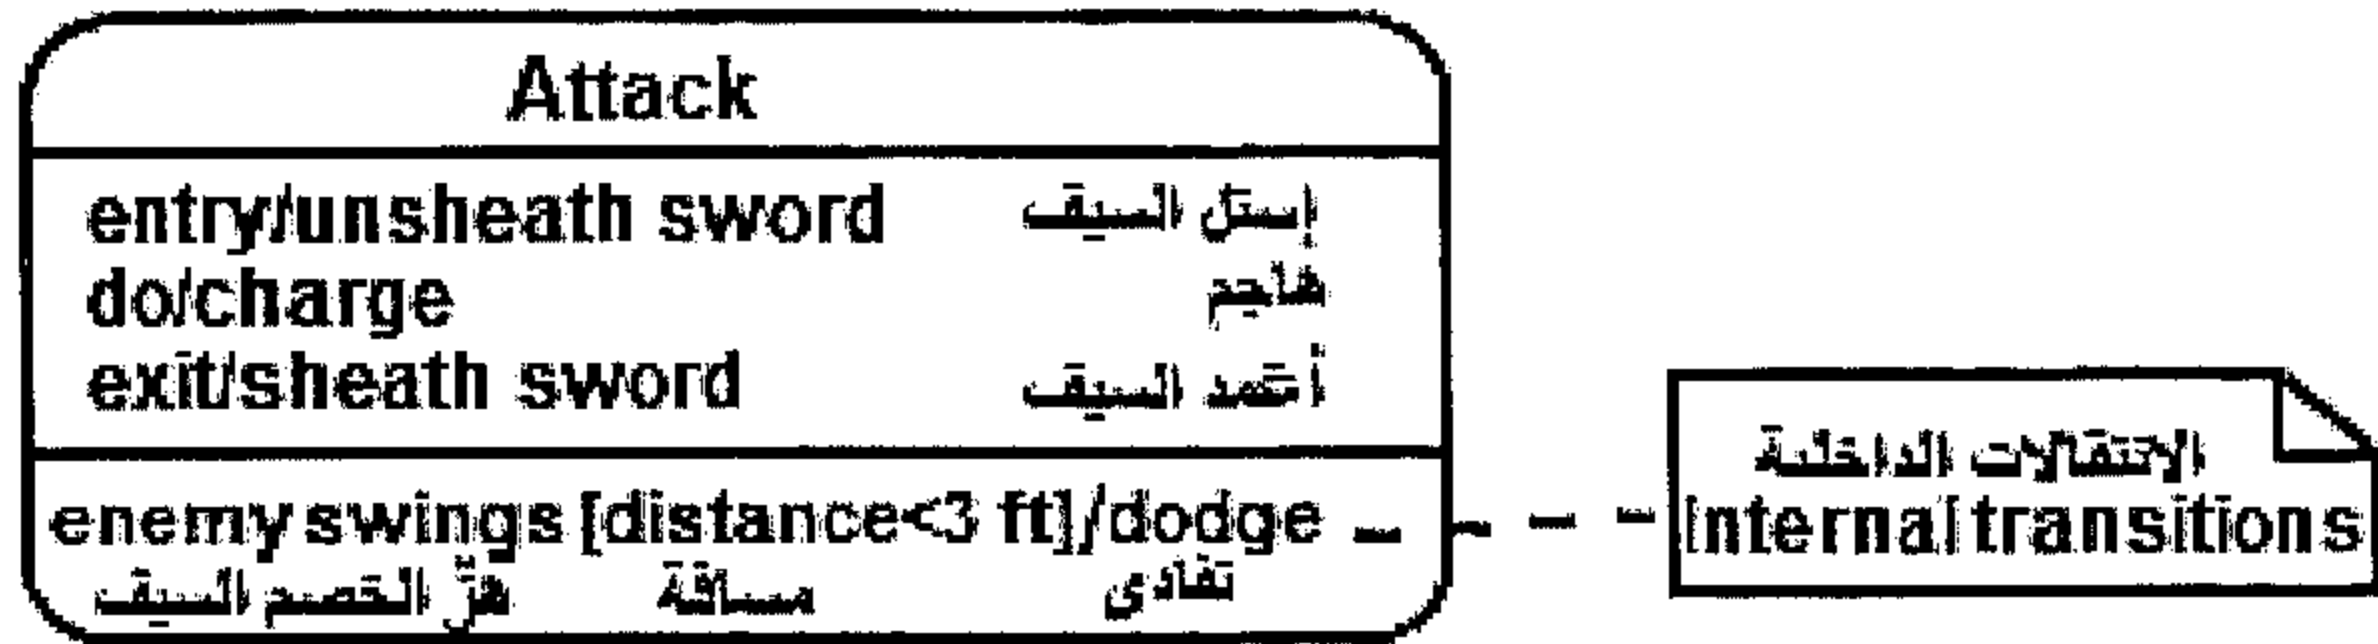 Attack
entry/unsheath sword إستل السيف
do/charge هاجم
exit/sheath sword أغمد السيف
enemy swings [distance<3 ft]/dodge
هزّ الخصم السيف مسافة تفادى
الانتقالات الداخلية
Internal transitions